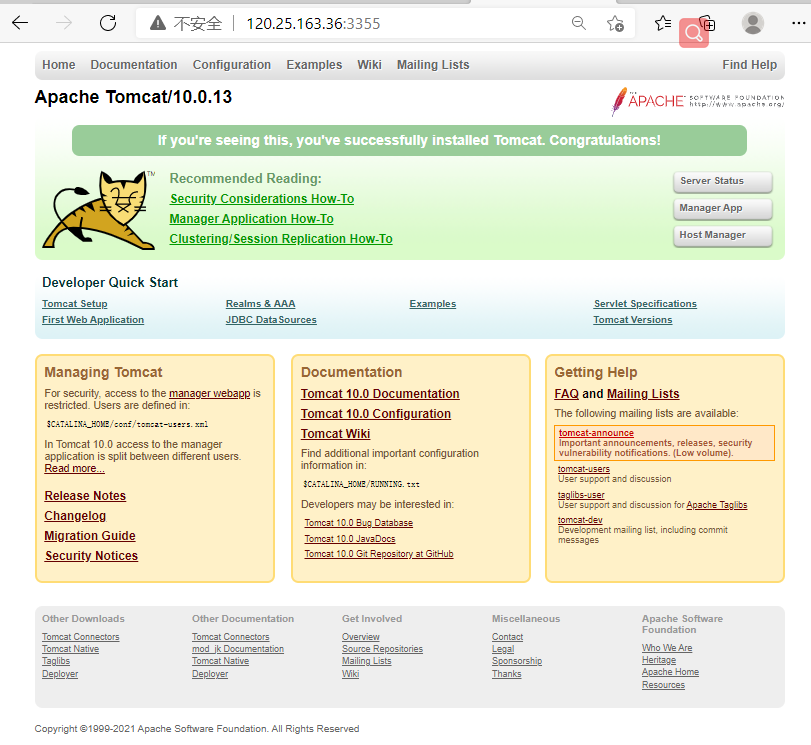 不安全 120.25.163.36:3355
Home Documentation Configuration Examples Wiki Mailing Lists Find Help
Apache Tomcat/10.0.13
THE APACHE SOFTWARE FOUNDATION
http://www.apache.org/
If you're seeing this, you've successfully installed Tomcat. Congratulations!
TM
Recommended Reading:
Security Considerations How-To
Manager Application How-To
Clustering/Session Replication How-To
Server Status
Manager App
Host Manager
Developer Quick Start
Tomcat Setup
First Web Application
Realms & AAA
JDBC DataSources
Examples
Servlet Specifications
Tomcat Versions
Managing Tomcat
For security, access to the manager webapp is
restricted. Users are defined in:
$CATALINA_HOME/conf/tomcat-users.xml
In Tomcat 10.0 access to the manager
application is split between different users.
Read more...
Release Notes
Changelog
Migration Guide
Security Notices
Documentation
Tomcat 10.0 Documentation
Tomcat 10.0 Configuration
Tomcat Wiki
Find additional important configuration
information in:
$CATALINA_HOME/RUNNING.txt
Developers may be interested in:
Tomcat 10.0 Bug Database
Tomcat 10.0 JavaDocs
Tomcat 10.0 Git Repository at GitHub
Getting Help
FAQ and Mailing Lists
The following mailing lists are available:
tomcat-announce
Important announcements, releases, security
vulnerability notifications. (Low volume).
tomcat-users
User support and discussion
taglibs-user
User support and discussion for Apache Taglibs
tomcat-dev
Development mailing list, including commit
messages
Other Downloads
Tomcat Connectors
Tomcat Native
Taglibs
Deployer
Other Documentation
Tomcat Connectors
mod_jk Documentation
Tomcat Native
Deployer
Get Involved
Overview
Source Repositories
Mailing Lists
Wiki
Miscellaneous
Contact
Legal
Sponsorship
Thanks
Apache Software
Foundation
Who We Are
Heritage
Apache Home
Resources
Copyright ©1999-2021 Apache Software Foundation. All Rights Reserved